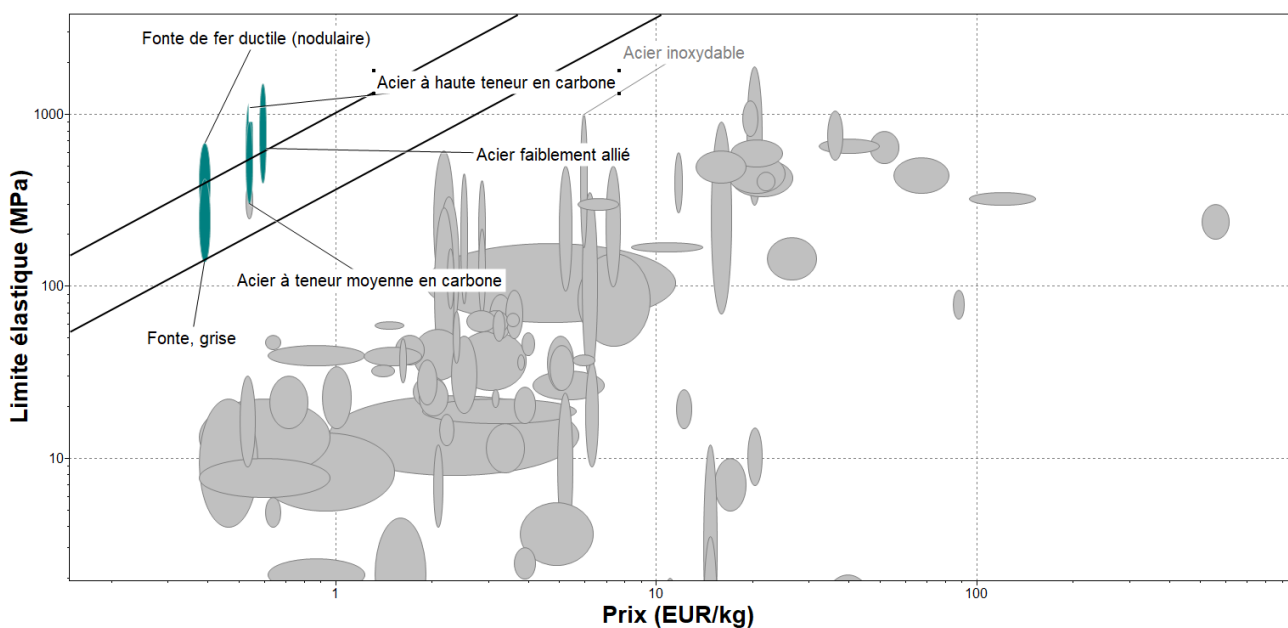 Fonte de fer ductile (nodulaire)
Acier inoxydable
Acier à haute teneur en carbone
Acier faiblement allié
Acier à teneur moyenne en carbone
Fonte, grise
Limite élastique (MPa)
1000
100
10
1
10
100
Prix (EUR/kg)